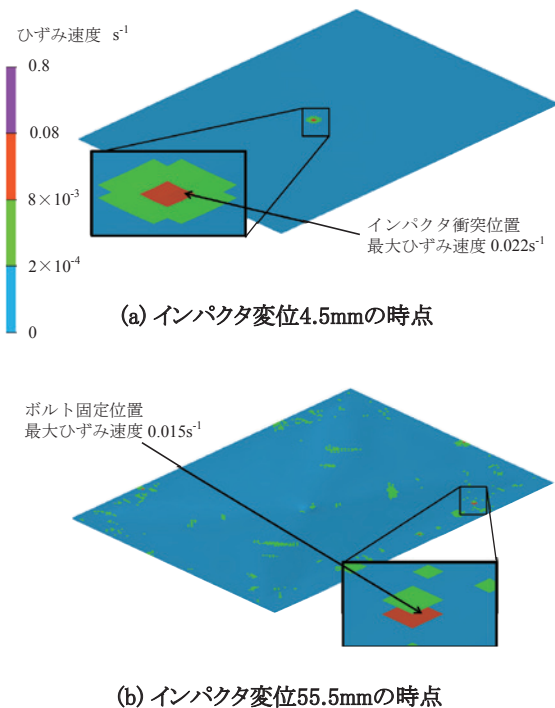 ひずみ速度 s⁻¹
0.8
0.08
8×10⁻³
2×10⁻⁴
0
インパクタ衝突位置
最大ひずみ速度 0.022s⁻¹
(a) インパクタ変位4.5mmの時点
ボルト固定位置
最大ひずみ速度 0.015s⁻¹
(b) インパクタ変位55.5mmの時点